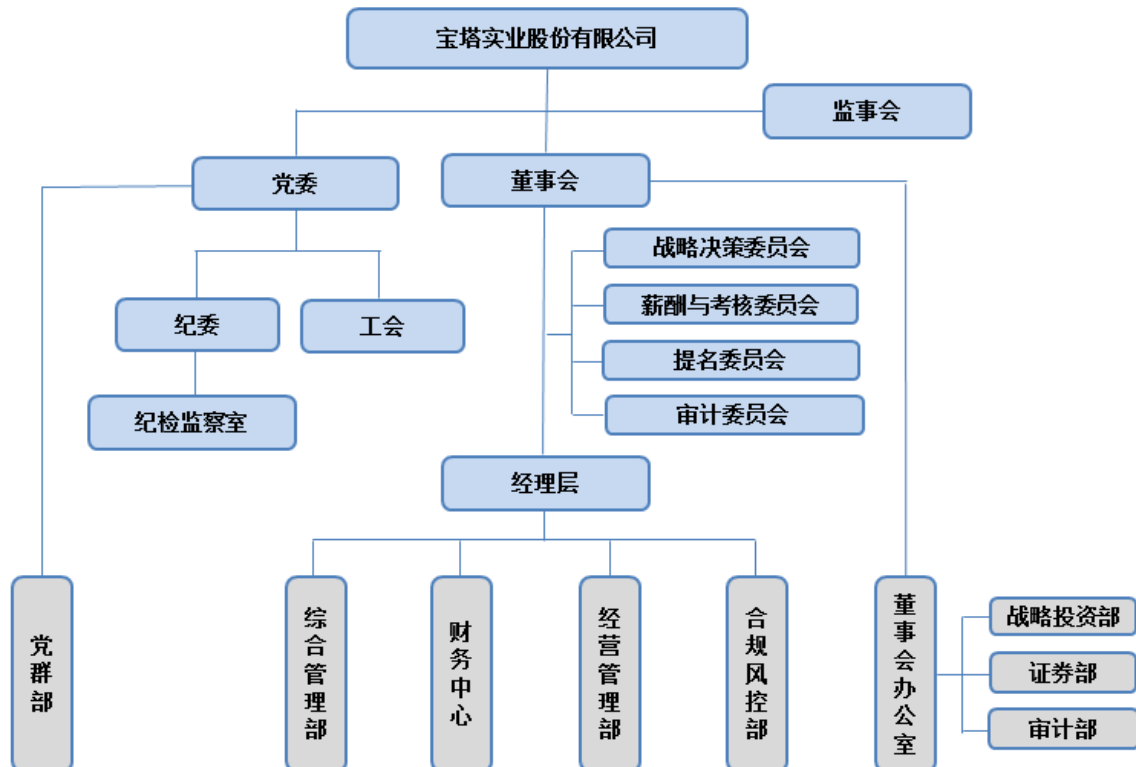 宝塔实业股份有限公司
监事会
党委
董事会
战略决策委员会
薪酬与考核委员会
提名委员会
审计委员会
纪委
工会
纪检监察室
经理层
党群部
综合管理部
财务中心
经营管理部
合规风控部
董事会办公室
战略投资部
证券部
审计部